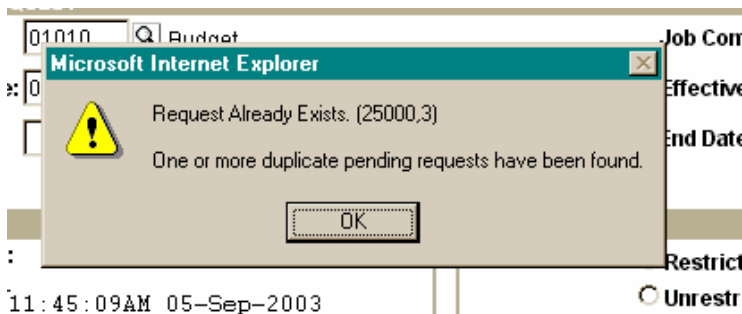 01010 Budget Job Com
Microsoft Internet Explorer
e: 0 Effective
Request Already Exists. (25000,3)
End Date
One or more duplicate pending requests have been found.
OK
: Restrict
11:45:09AM 05-Sep-2003 Unrestr